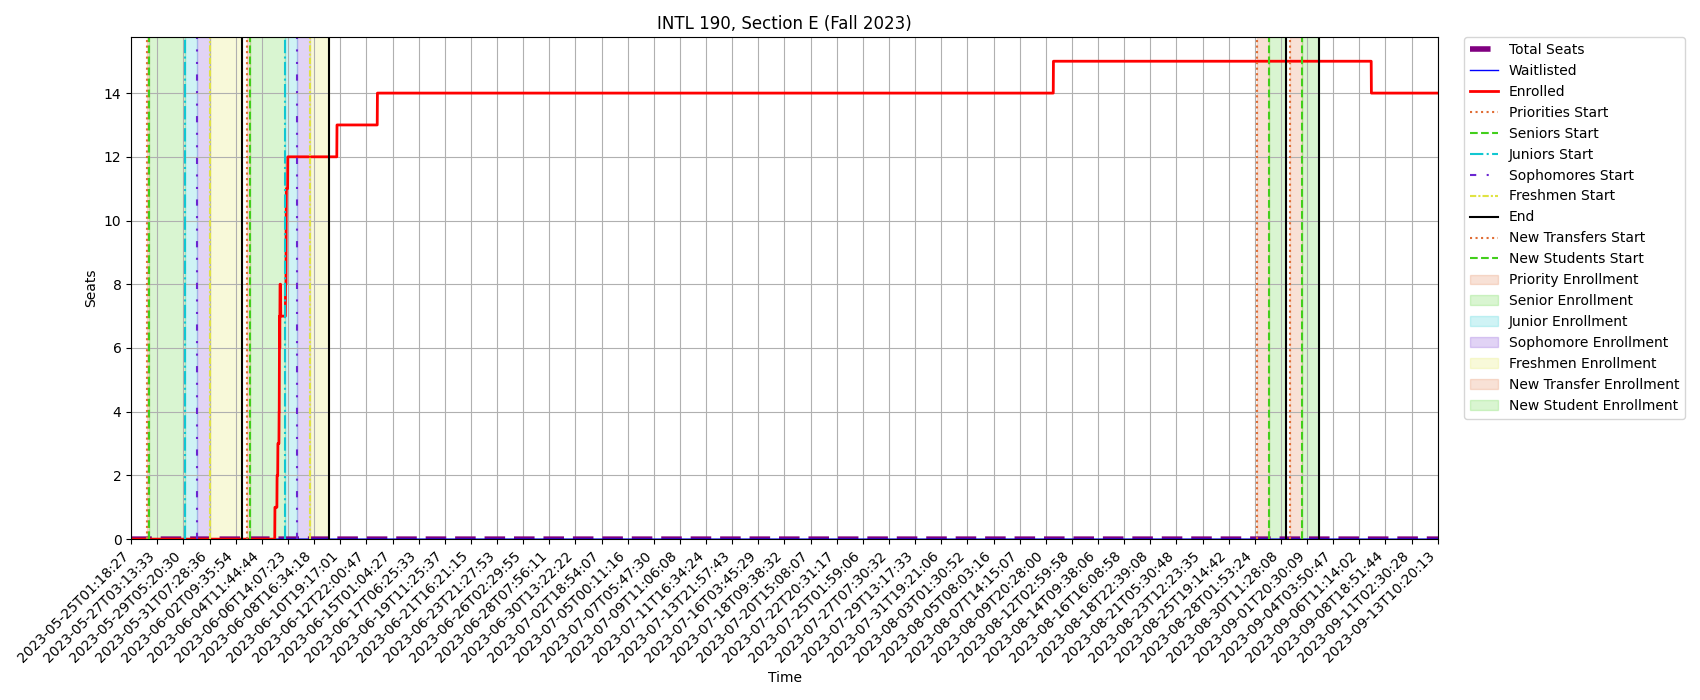 INTL 190, Section E (Fall 2023)
Seats
14
12
10
8
6
4
2
0
2023-05-25T01:18:27
2023-05-27T03:13:33
2023-05-29T05:20:30
2023-05-31T07:28:36
2023-06-02T09:35:54
2023-06-04T11:44:44
2023-06-06T14:07:23
2023-06-08T16:34:18
2023-06-10T19:17:01
2023-06-12T22:00:47
2023-06-15T01:04:27
2023-06-17T06:25:33
2023-06-19T11:25:37
2023-06-21T16:21:15
2023-06-23T21:27:53
2023-06-26T02:29:55
2023-06-28T07:56:11
2023-06-30T13:22:22
2023-07-02T18:54:07
2023-07-05T00:11:16
2023-07-07T05:47:30
2023-07-09T11:06:08
2023-07-11T16:34:24
2023-07-13T21:57:43
2023-07-16T03:45:29
2023-07-18T09:38:32
2023-07-20T15:08:07
2023-07-22T20:31:17
2023-07-25T01:59:06
2023-07-27T07:30:32
2023-07-29T13:17:33
2023-07-31T19:21:06
2023-08-03T01:30:52
2023-08-05T08:03:16
2023-08-07T14:15:07
2023-08-09T20:28:00
2023-08-12T02:59:58
2023-08-14T09:38:06
2023-08-16T16:08:58
2023-08-18T22:39:08
2023-08-21T05:30:48
2023-08-23T12:23:35
2023-08-25T19:14:42
2023-08-28T01:53:24
2023-08-30T11:28:08
2023-09-01T20:30:09
2023-09-04T03:50:47
2023-09-06T11:14:02
2023-09-08T18:51:44
2023-09-11T02:30:28
2023-09-13T10:20:13
Time
Total Seats
Waitlisted
Enrolled
Priorities Start
Seniors Start
Juniors Start
Sophomores Start
Freshmen Start
End
New Transfers Start
New Students Start
Priority Enrollment
Senior Enrollment
Junior Enrollment
Sophomore Enrollment
Freshmen Enrollment
New Transfer Enrollment
New Student Enrollment